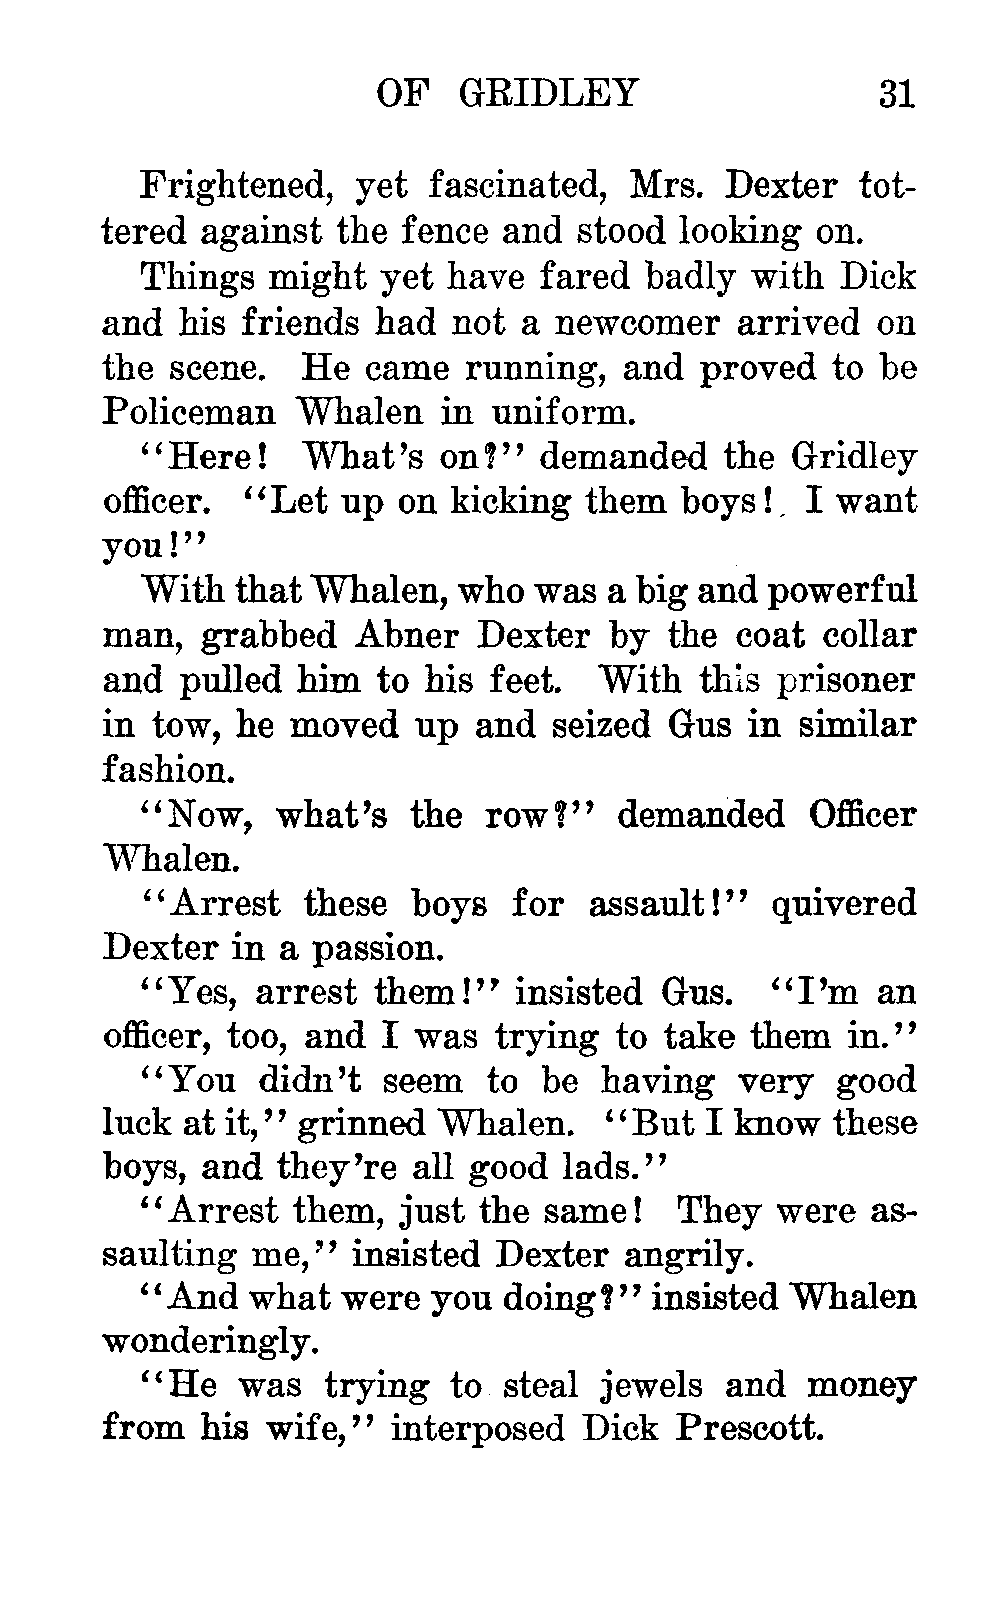 OF GRIDLEY 31
Frightened, yet fascinated, Mrs. Dexter tot-
tered against the fence and stood looking on.
Things might yet have fared badly with Dick
and his friends had not a newcomer arrived on
the scene. He came running, and proved to be
Policeman Whalen in uniform.
“Here! What’s on?” demanded the Gridley
officer. “Let up on kicking them boys! I want
you!”
With that Whalen, who was a big and powerful
man, grabbed Abner Dexter by the coat collar
and pulled him to his feet. With this prisoner
in tow, he moved up and seized Gus in similar
fashion.
“Now, what’s the row?” demanded Officer
Whalen.
“Arrest these boys for assault!” quivered
Dexter in a passion.
“Yes, arrest them!” insisted Gus. “I’m an
officer, too, and I was trying to take them in.”
“You didn’t seem to be having very good
luck at it,” grinned Whalen. “But I know these
boys, and they’re all good lads.”
“Arrest them, just the same! They were as-
saulting me,” insisted Dexter angrily.
“And what were you doing?” insisted Whalen
wonderingly.
“He was trying to steal jewels and money
from his wife,” interposed Dick Prescott.